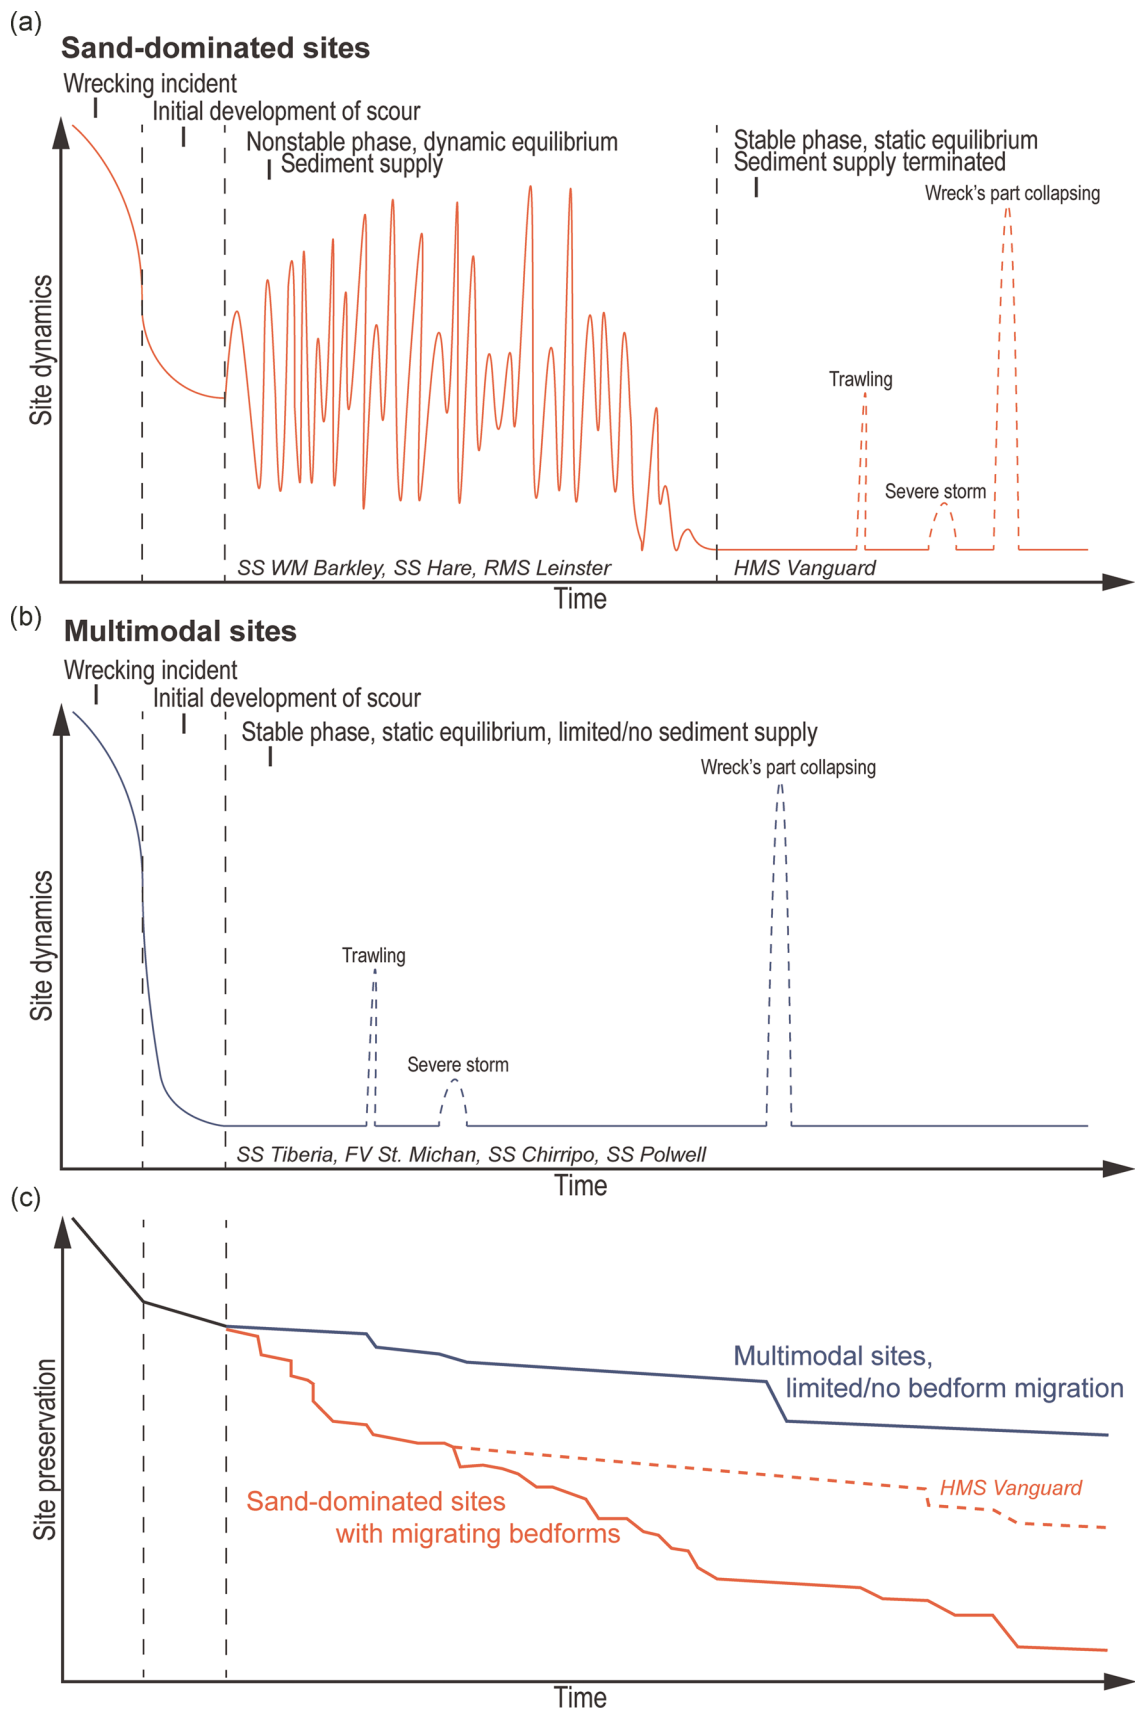 (a)
Sand-dominated sites
Wrecking incident
Initial development of scour
Nonstable phase, dynamic equilibrium
Sediment supply
Stable phase, static equilibrium
Sediment supply terminated
Wreck's part collapsing
Site dynamics
Trawling
Severe storm
SS WM Barkley, SS Hare, RMS Leinster
HMS Vanguard
Time
(b)
Multimodal sites
Wrecking incident
Initial development of scour
Stable phase, static equilibrium, limited/no sediment supply
Wreck's part collapsing
Site dynamics
Trawling
Severe storm
SS Tiberia, FV St. Michan, SS Chirripo, SS Polwell
Time
(c)
Site preservation
Multimodal sites,
limited/no bedform migration
HMS Vanguard
Sand-dominated sites
with migrating bedforms
Time